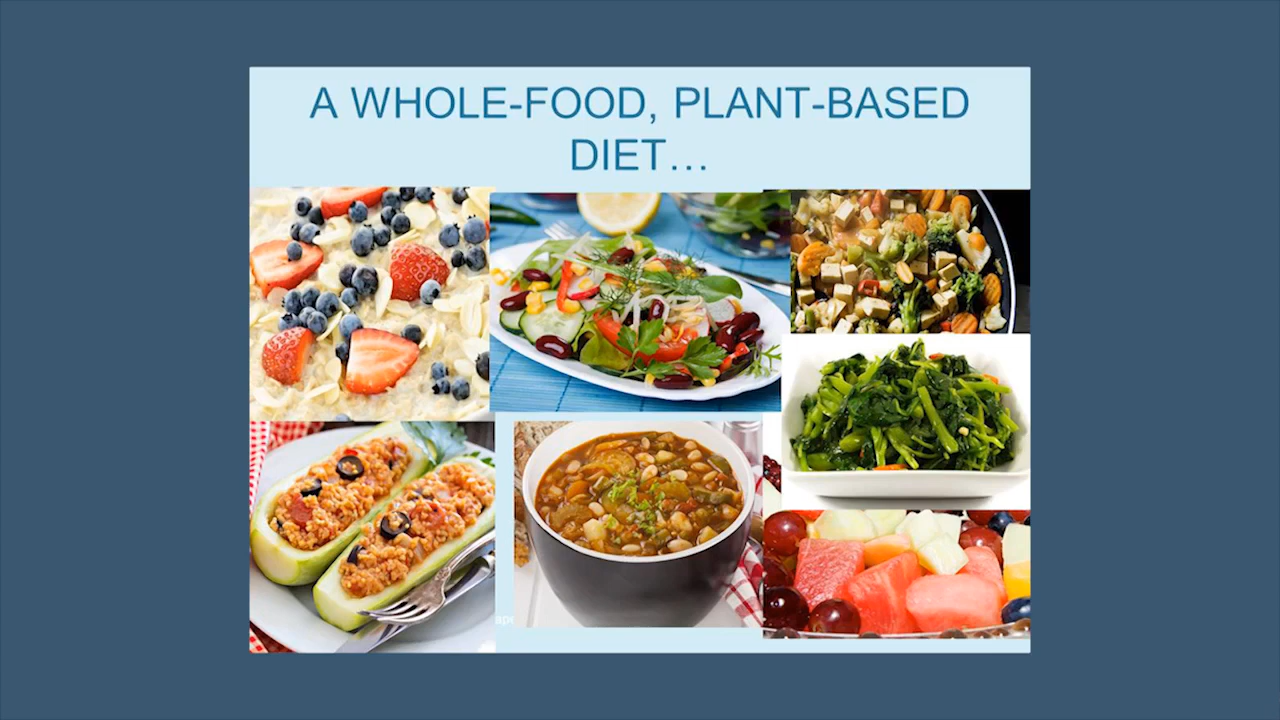 A WHOLE-FOOD, PLANT-BASED
DIET…